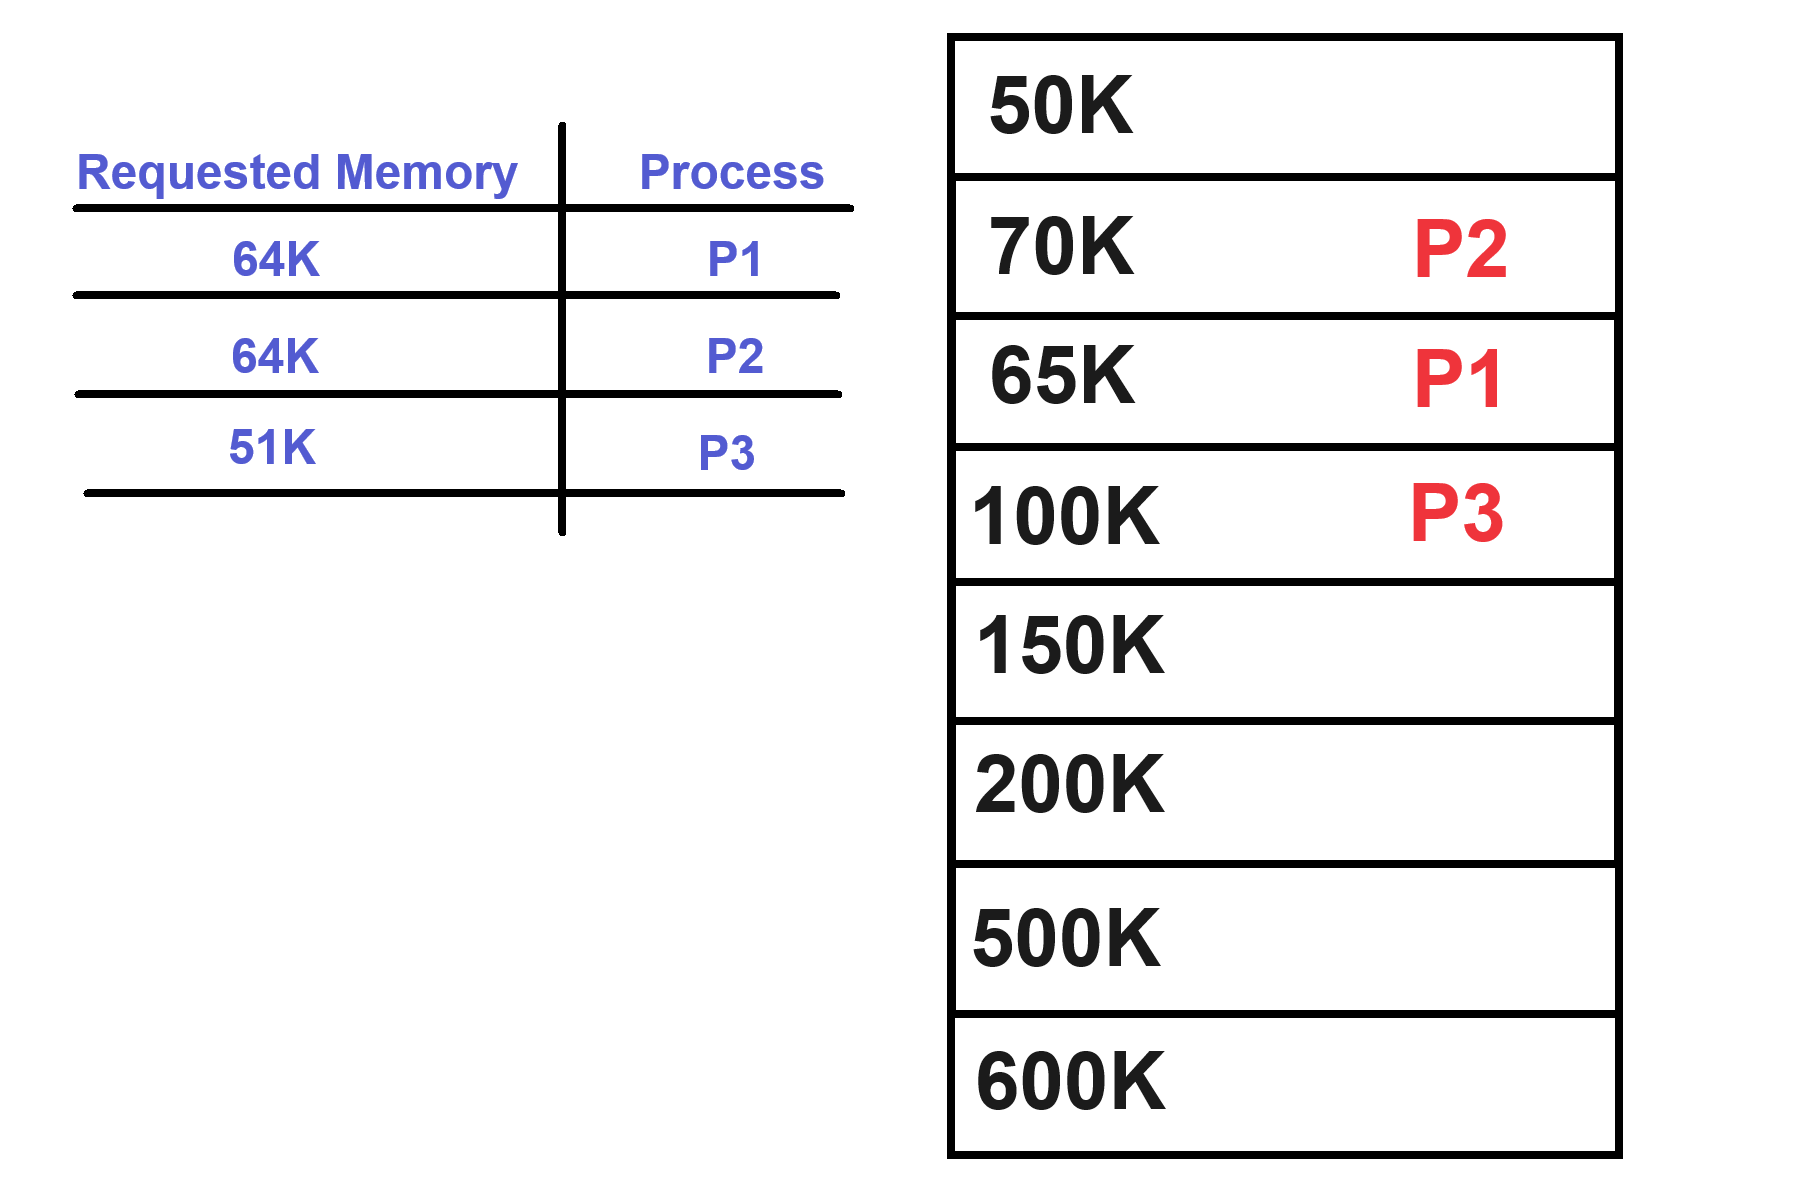 Requested Memory Process
64K P1
64K P2
51K P3
50K
70K P2
65K P1
100K P3
150K
200K
500K
600K